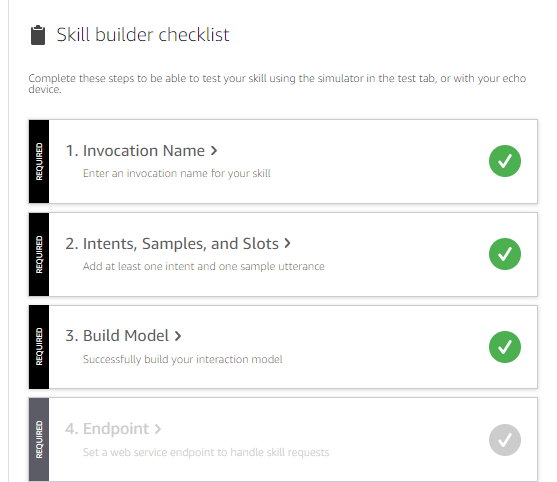 Skill builder checklist
Complete these steps to be able to test your skill using the simulator in the test tab, or with your echo
device.
REQUIRED
1. Invocation Name >
Enter an invocation name for your skill
REQUIRED
2. Intents, Samples, and Slots >
Add at least one intent and one sample utterance
REQUIRED
3. Build Model >
Successfully build your interaction model
REQUIRED
4. Endpoint >
Set a web service endpoint to handle skill requests